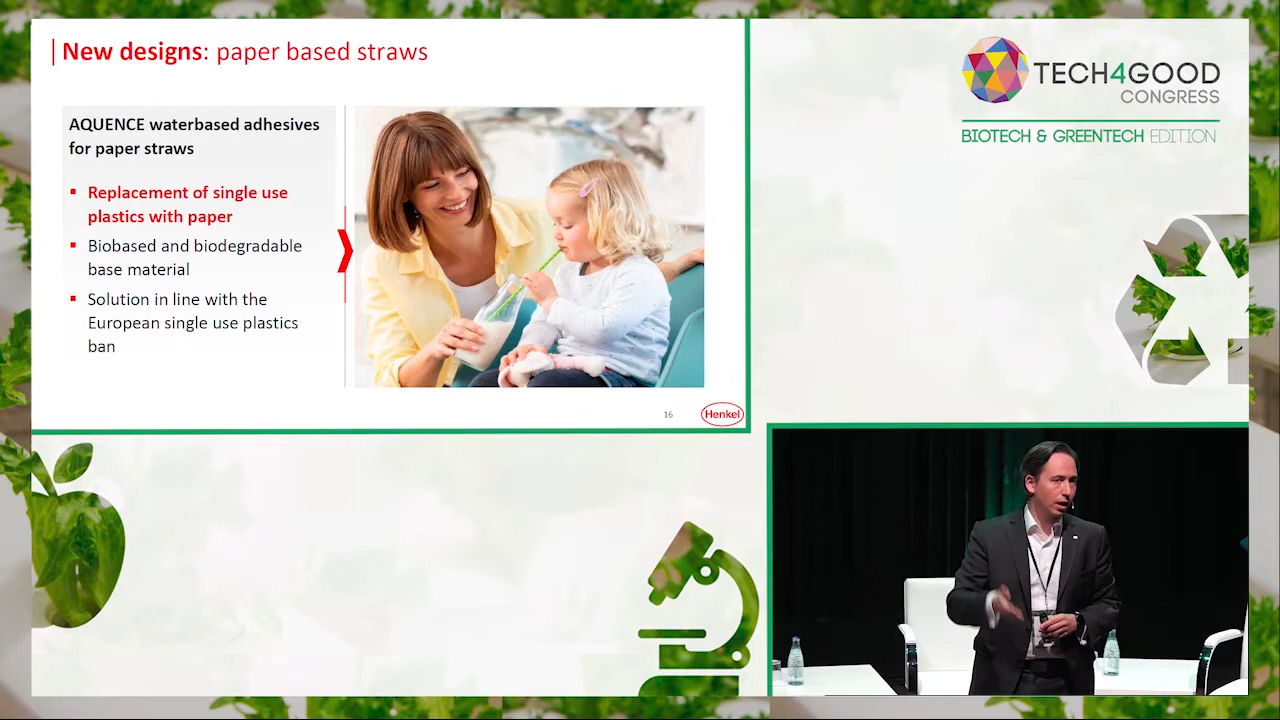 New designs: paper based straws
AQUENCE waterbased adhesives
for paper straws
Replacement of single use
plastics with paper
Biobased and biodegradable
base material
Solution in line with the
European single use plastics
ban
16
Henkel
TECH4GOOD
CONGRESS
BIOTECH & GREENTECH EDITION